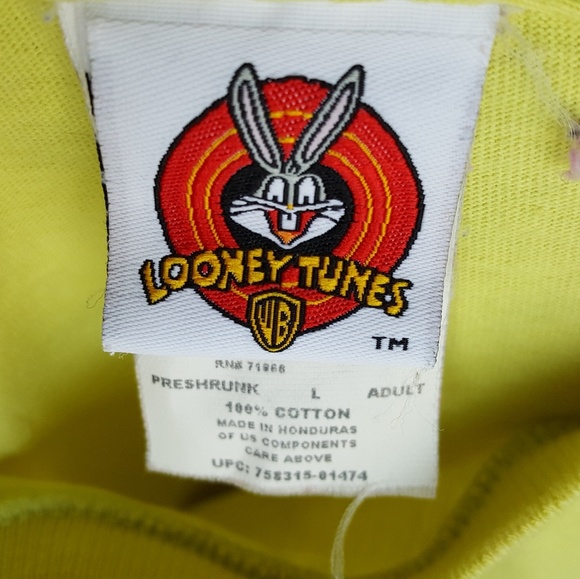 LOONEY TUNES
WB
TM
RN# 71866
PRESHRUNK L ADULT
100% COTTON
MADE IN HONDURAS
OF US COMPONENTS
CARE ABOVE
UPC: 758315-01474